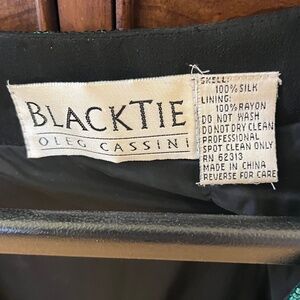 BLACKTIE
OLEG CASSINI
SHELL:
100% SILK
LINING:
100% RAYON
DO NOT WASH
DO NOT DRY CLEAN
PROFESSIONAL
SPOT CLEAN ONLY
RN 62313
MADE IN CHINA
REVERSE FOR CARE